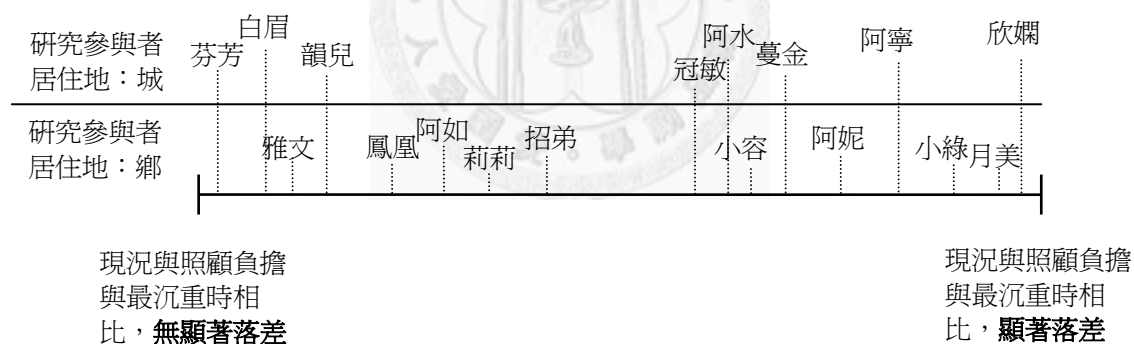 研究參與者
居住地：城
芬芳
白眉
韻兒
冠敏
阿水
蔓金
阿寧
欣嫻
研究參與者
居住地：鄉
雅文
鳳凰
阿如
莉莉
招弟
小容
阿妮
小綠
月美
現況與照顧負擔
與最沉重時相
比，無顯著落差
現況與照顧負擔
與最沉重時相
比，顯著落差